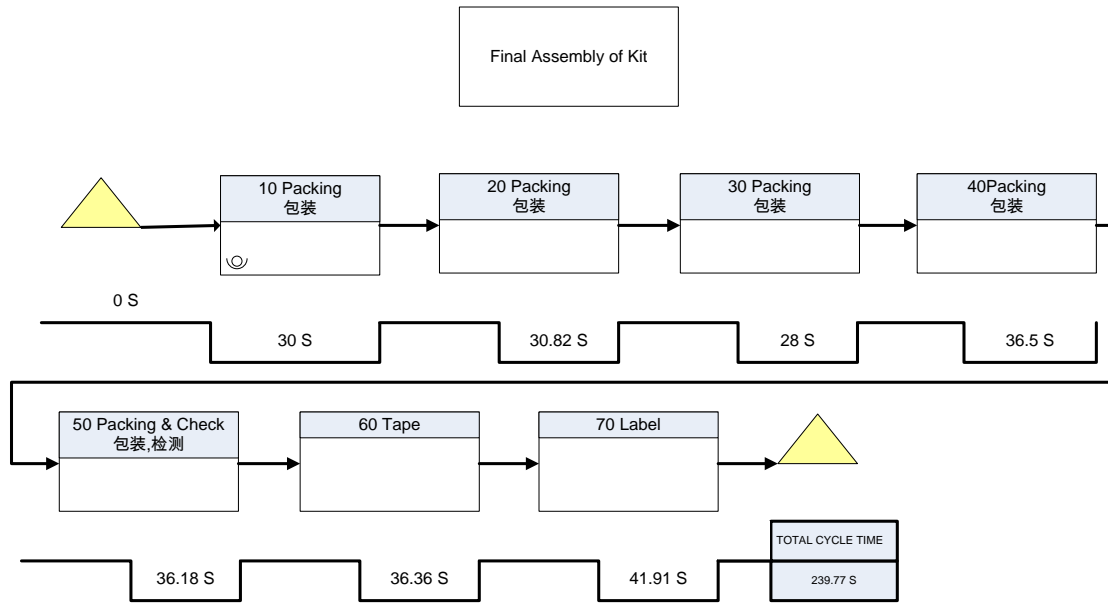 Final Assembly of Kit
10 Packing
包装
20 Packing
包装
30 Packing
包装
40Packing
包装
0 S
30 S
30.82 S
28 S
36.5 S
50 Packing & Check
包装,检测
60 Tape
70 Label
36.18 S
36.36 S
41.91 S
TOTAL CYCLE TIME
239.77 S